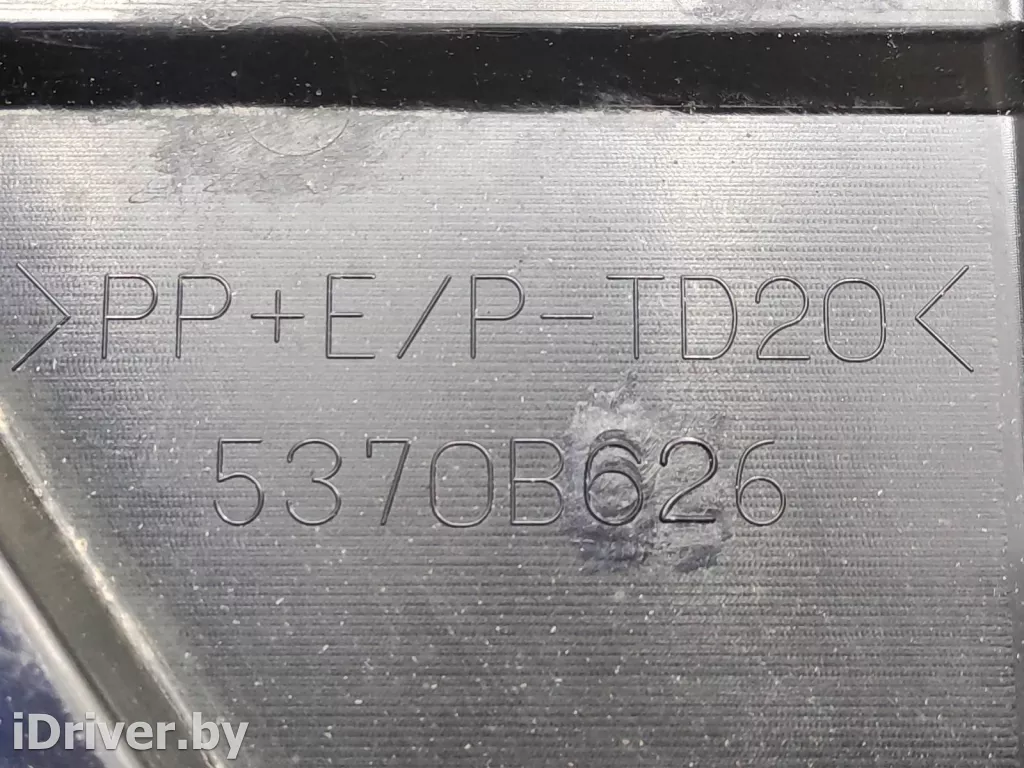 >PP+E/P-TD20<
5370B626
iDriver.by